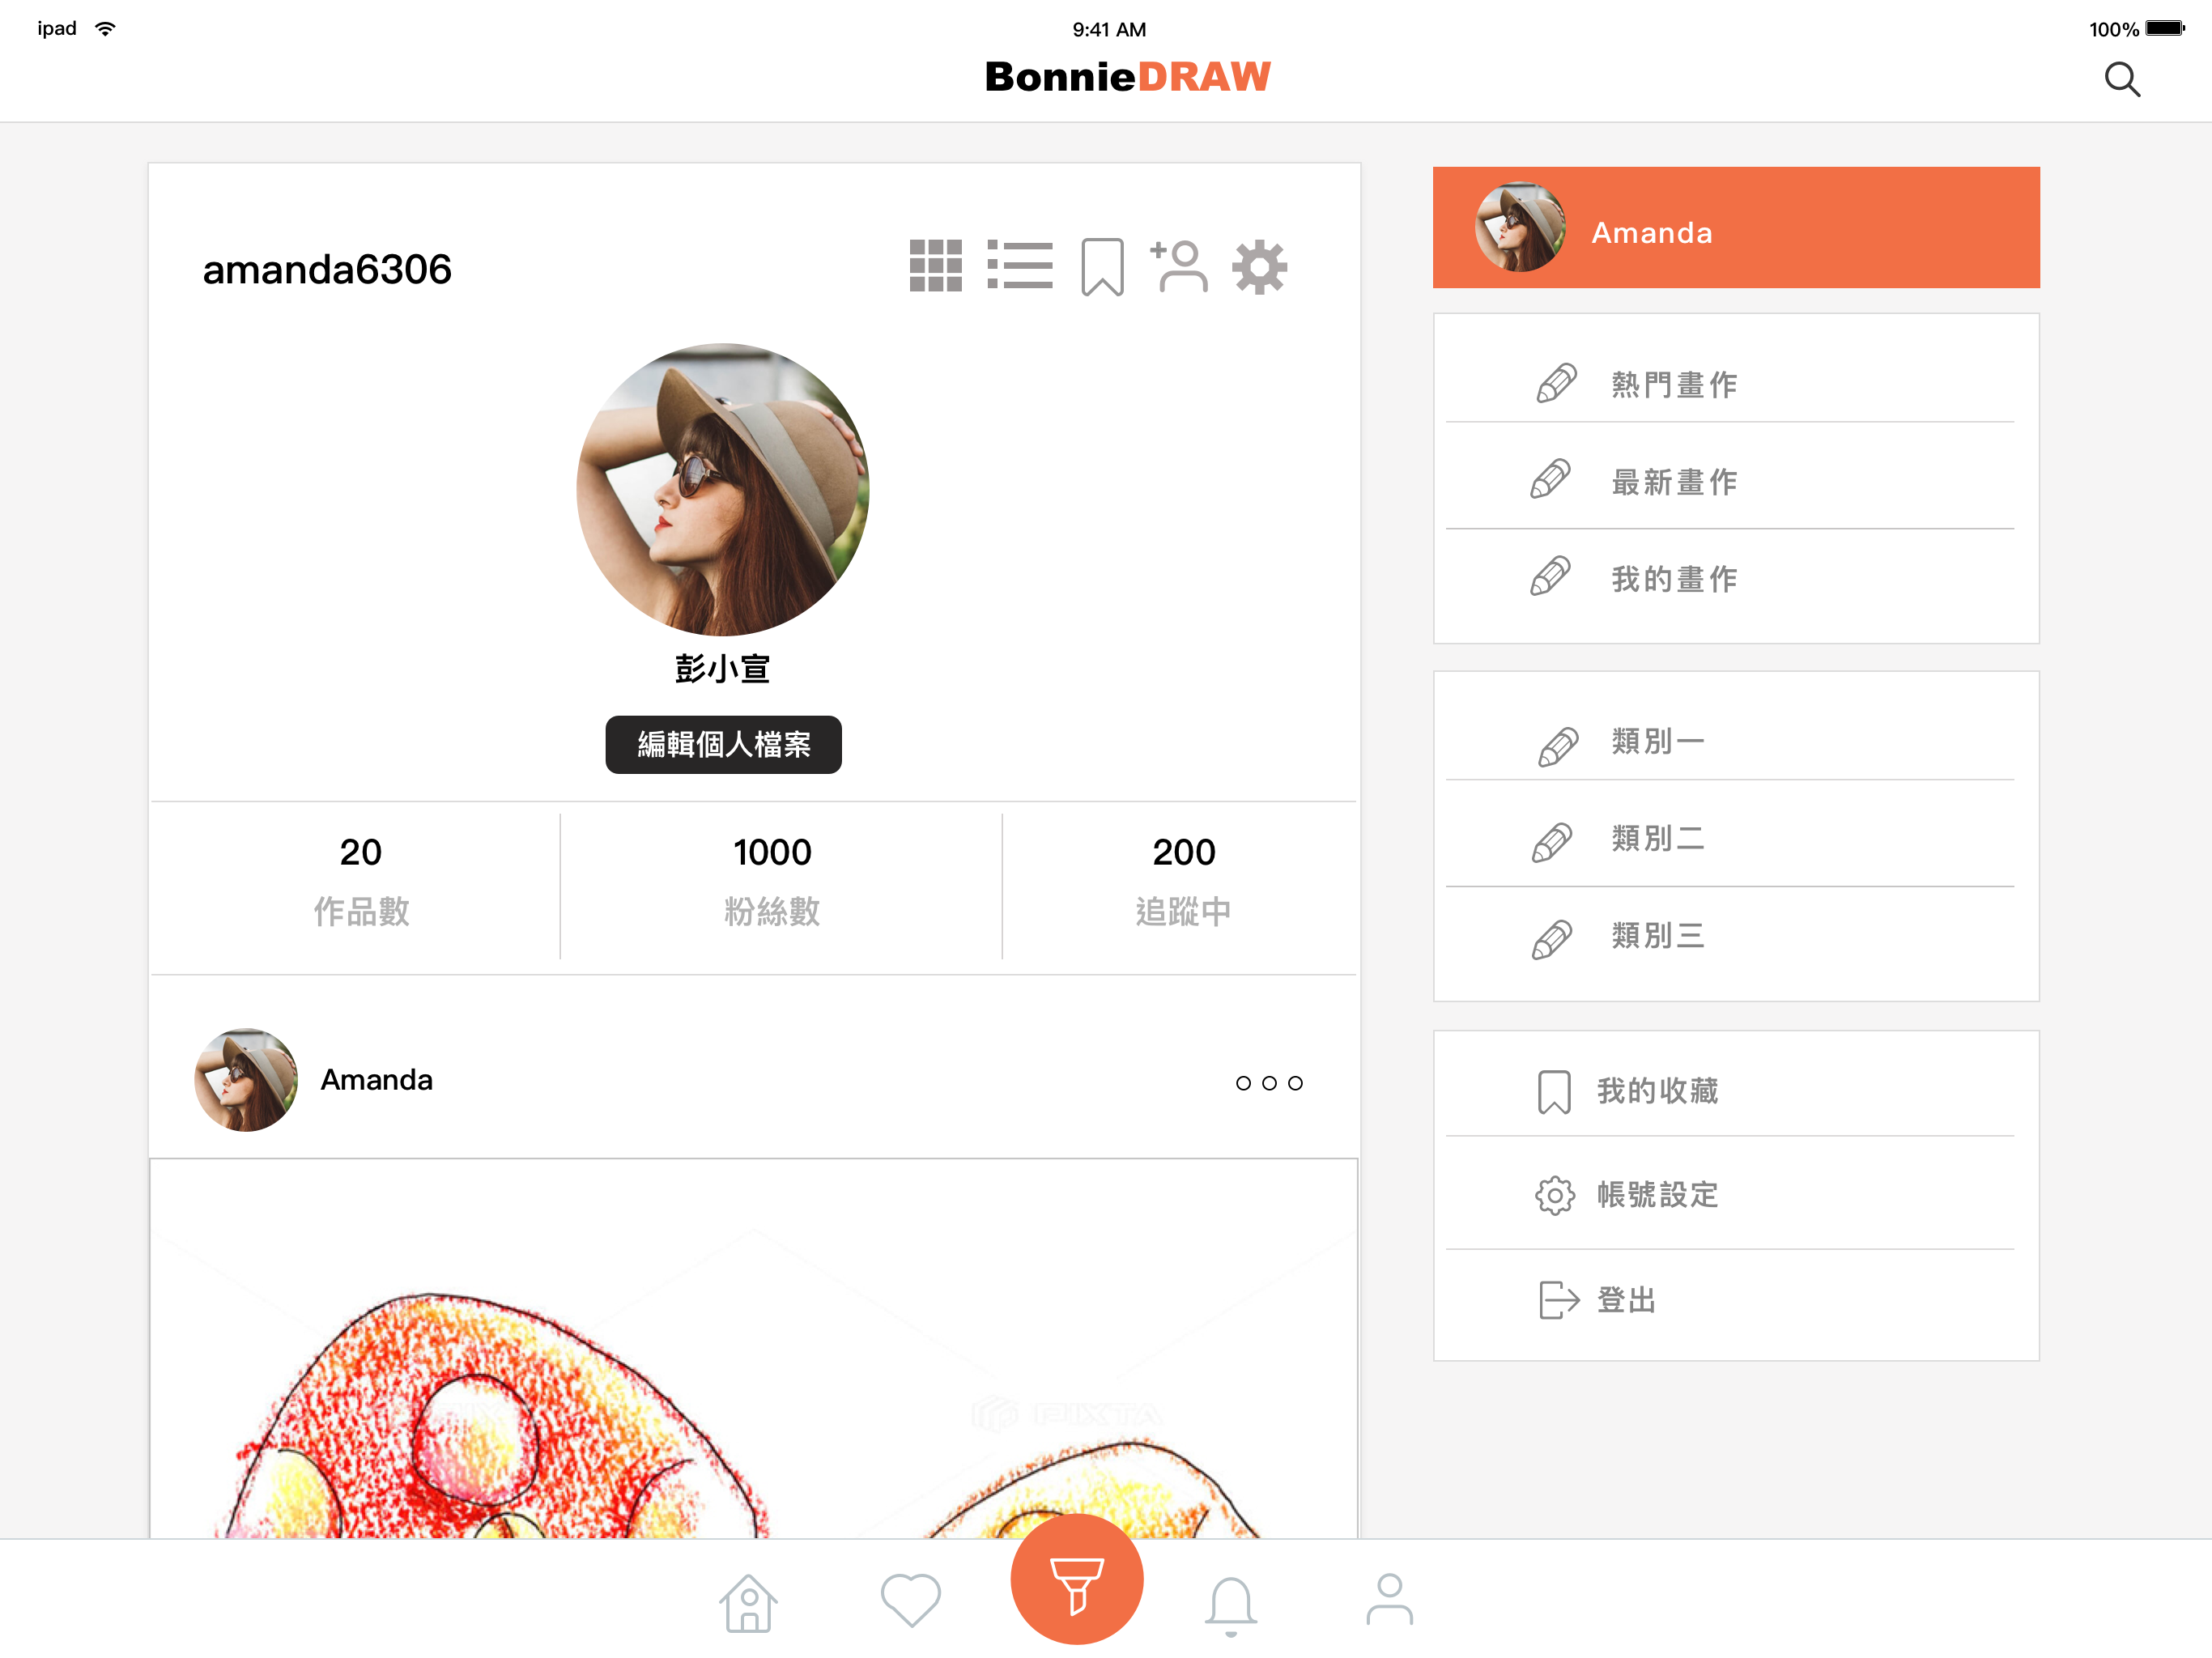 ipad
9:41 AM
100%
BonnieDRAW
amanda6306
彭小宣
編輯個人檔案
20
作品數
1000
粉絲數
200
追蹤中
Amanda
PIXTA
Amanda
熱門畫作
最新畫作
我的畫作
類別一
類別二
類別三
我的收藏
帳號設定
登出